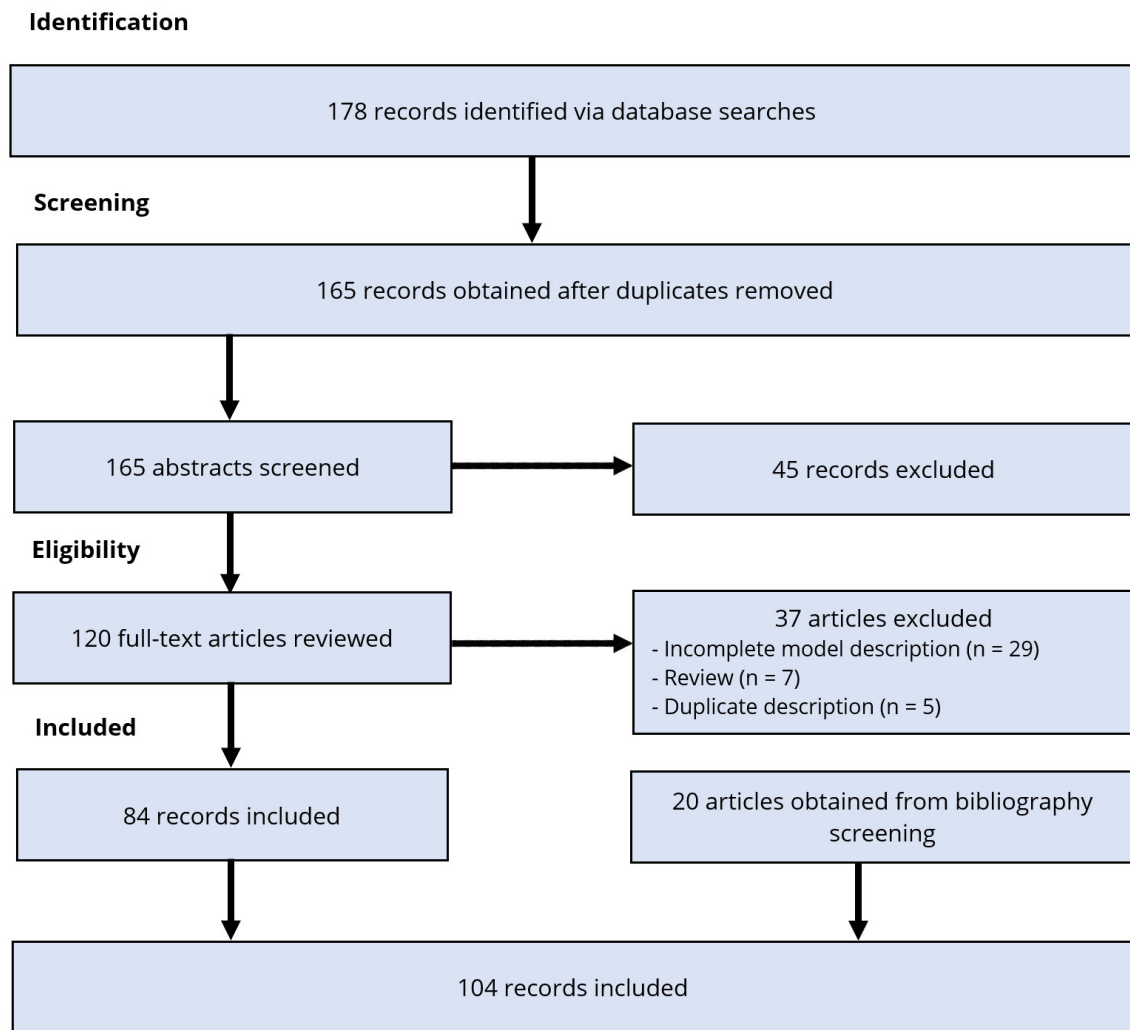 Identification
178 records identified via database searches
Screening
165 records obtained after duplicates removed
165 abstracts screened
45 records excluded
Eligibility
120 full-text articles reviewed
37 articles excluded
- Incomplete model description (n = 29)
- Review (n = 7)
- Duplicate description (n = 5)
Included
84 records included
20 articles obtained from bibliography
screening
104 records included